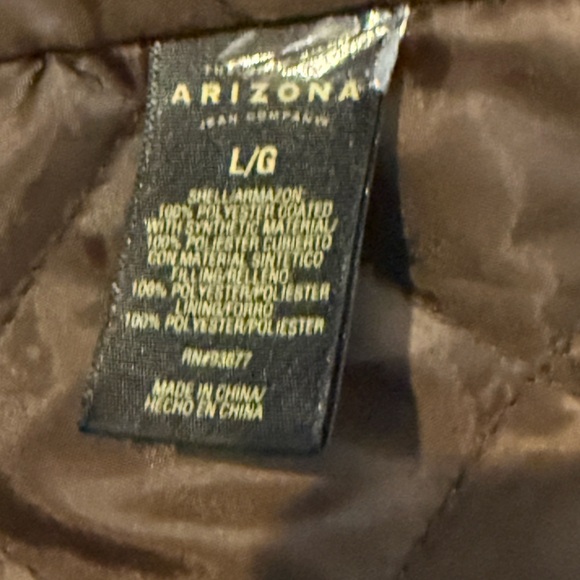 ARIZONA
JEAN COMPANY
L/G
SHELL/ARMAZON
100% POLYESTER COATED
WITH SYNTHETIC MATERIAL/
100% POLIESTER CUBIERTO
CON MATERIAL SINTETICO
FILLING/RELLENO
100% POLYESTER/POLIESTER
LINING/FORRO
100% POLYESTER/POLIESTER
RN#93677
MADE IN CHINA/
HECHO EN CHINA